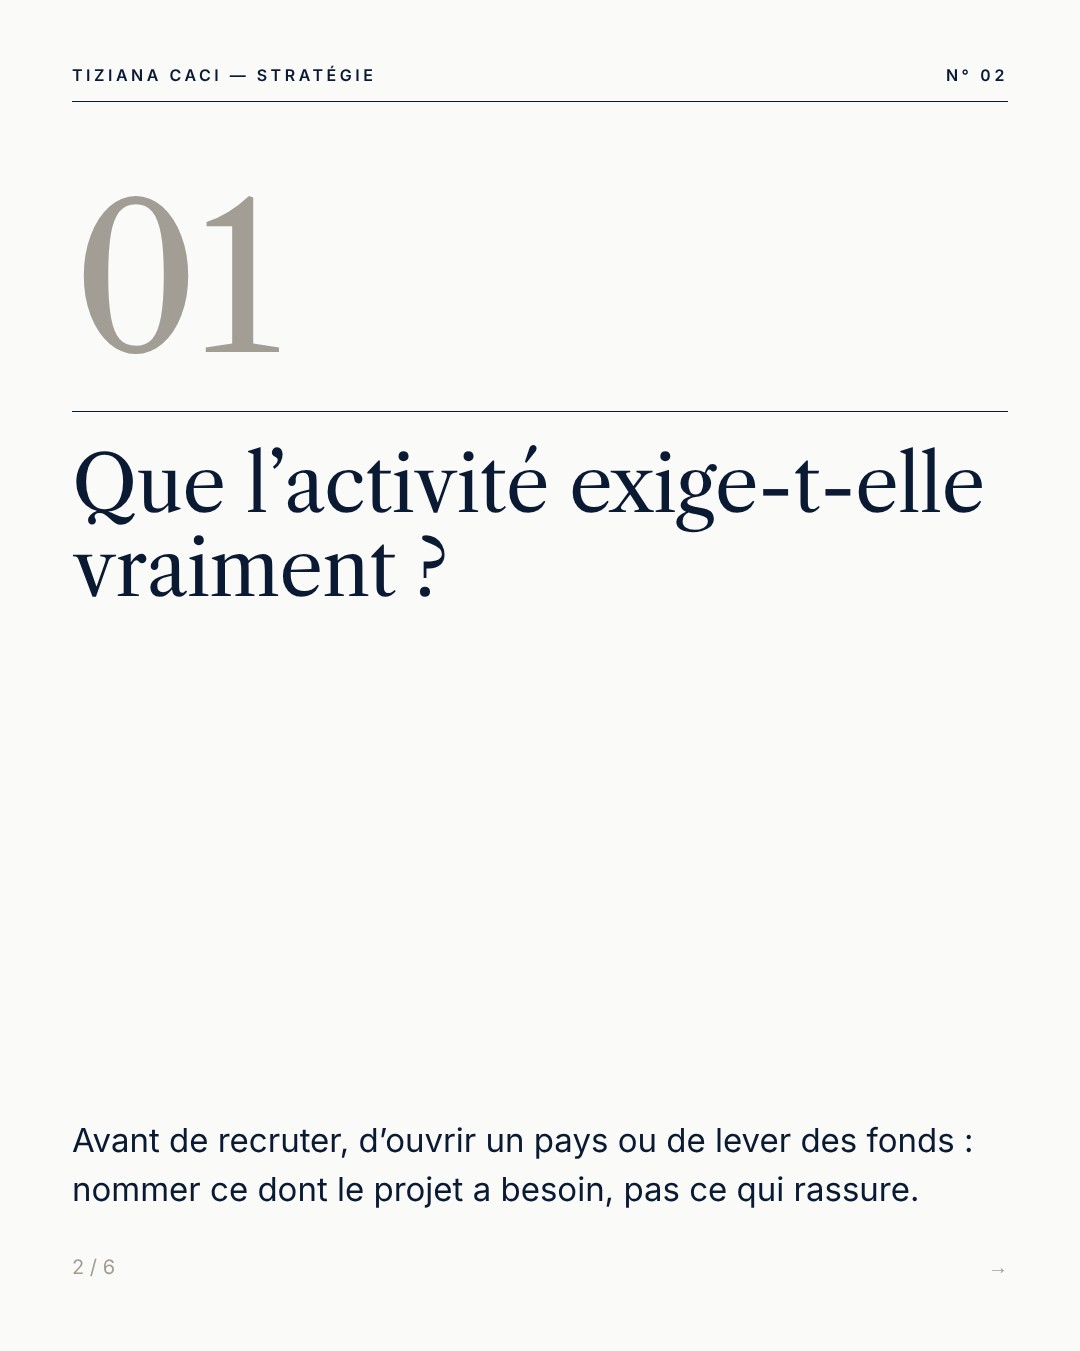 TIZIANA CACI — STRATÉGIE
N° 02
01
Que l’activité exige-t-elle
vraiment ?
Avant de recruter, d’ouvrir un pays ou de lever des fonds :
nommer ce dont le projet a besoin, pas ce qui rassure.
2 / 6
→